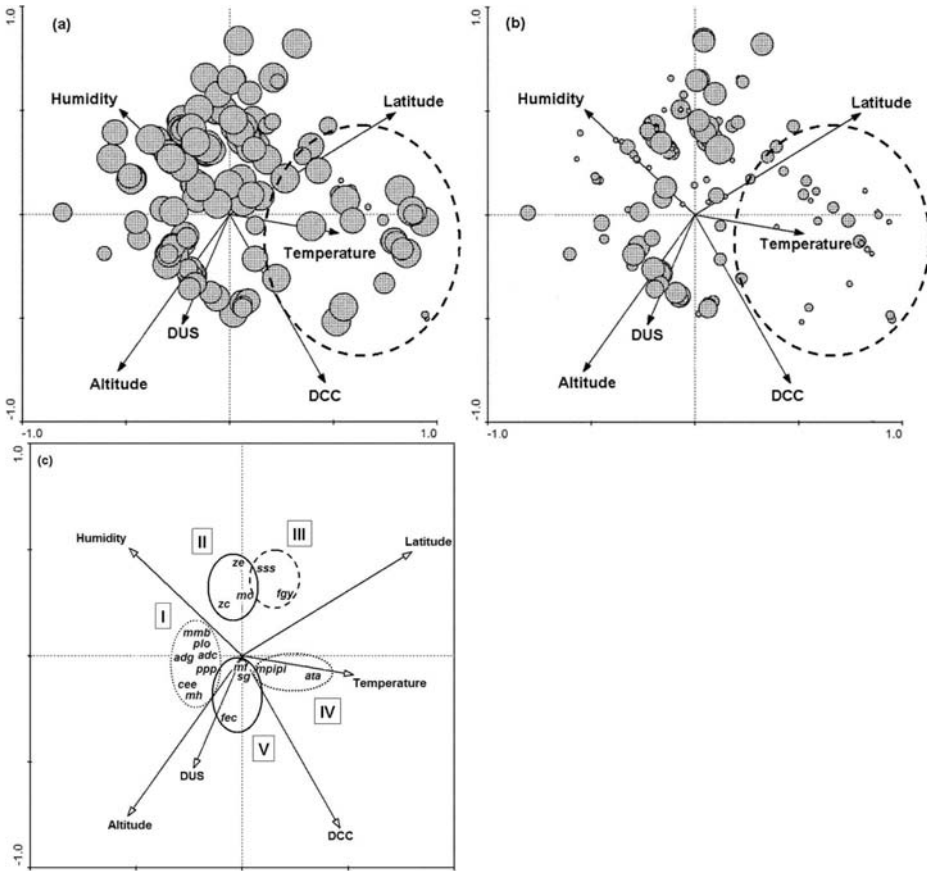 1.0
(a)
Humidity
Latitude
Temperature
DUS
Altitude
DCC
-1.0
-1.0
1.0
1.0
(b)
Humidity
Latitude
Temperature
DUS
Altitude
DCC
-1.0
-1.0
1.0
1.0
(c)
Humidity
II
III
Latitude
ze
sss
mo
fgy
zc
I
mmb
plo
adg
adc
ppp
mf
mpipi
sg
ata
cee
mh
Temperature
IV
fec
V
DUS
Altitude
DCC
-1.0